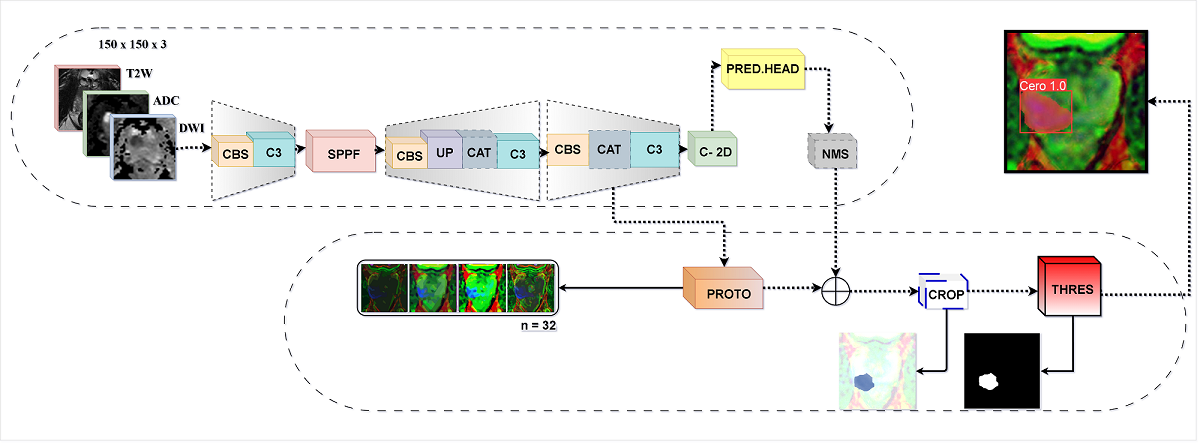 150 x 150 x 3
T2W
ADC
DWI
CBS
C3
SPPF
CBS
UP
CAT
C3
CBS
CAT
C3
C- 2D
PRED.HEAD
NMS
Cero 1.0
PROTO
n = 32
CROP
THRES